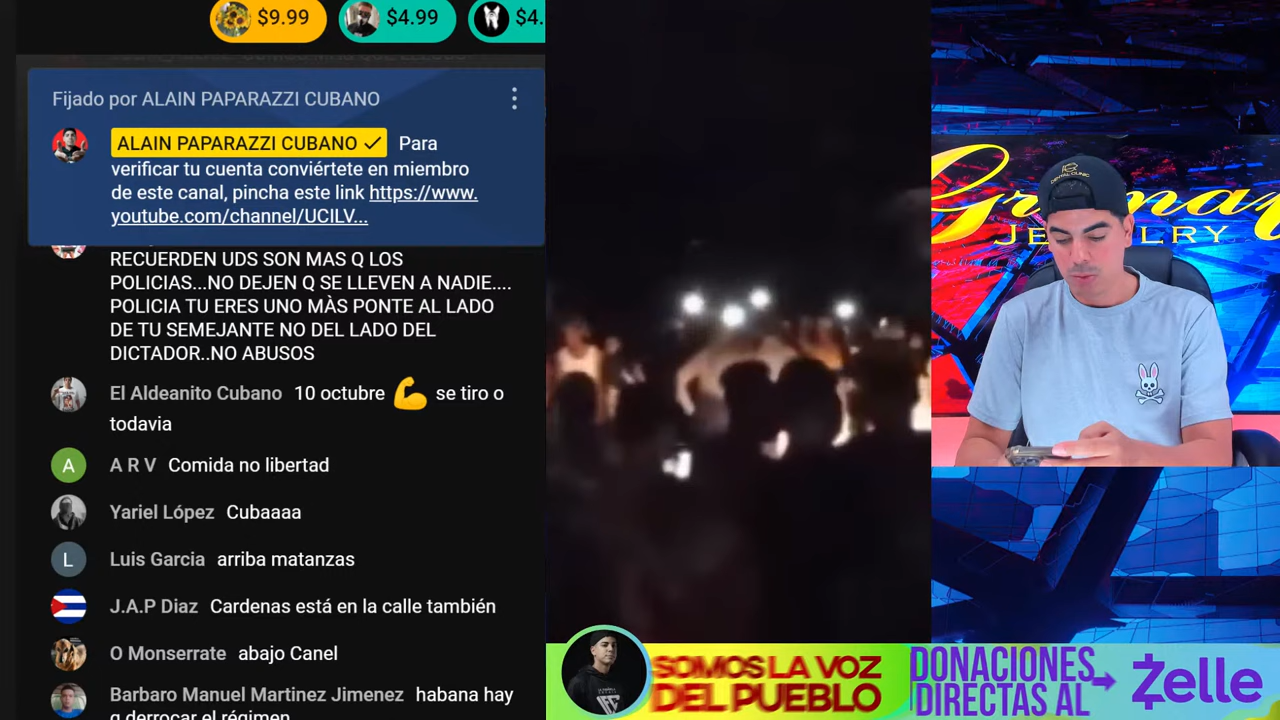 $9.99
$4.99
$4.
Fijado por ALAIN PAPARAZZI CUBANO
ALAIN PAPARAZZI CUBANO Para
verificar tu cuenta conviértete en miembro
de este canal, pincha este link https://www.
youtube.com/channel/UCILV...
RECUERDEN UDS SON MAS Q LOS
POLICIAS...NO DEJEN Q SE LLEVEN A NADIE....
POLICIA TU ERES UNO MÀS PONTE AL LADO
DE TU SEMEJANTE NO DEL LADO DEL
DICTADOR..NO ABUSOS
El Aldeanito Cubano 10 octubre 💪 se tiro o
todavia
A
A R V Comida no libertad
Yariel López Cubaaaa
L
Luis Garcia arriba matanzas
J.A.P Diaz Cardenas está en la calle también
O Monserrate abajo Canel
Barbaro Manuel Martinez Jimenez habana hay
q derrocar el régimen
DENTAL CLINIC
SOMOS LA VOZ
DEL PUEBLO
DONACIONES
DIRECTAS AL
Zelle